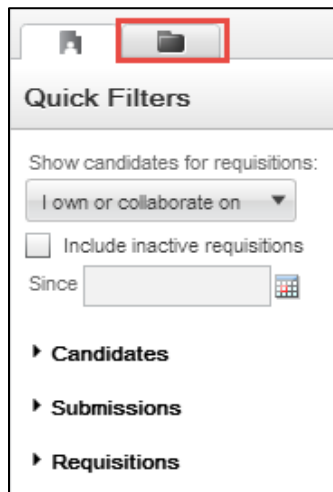 Quick Filters
Show candidates for requisitions:
I own or collaborate on
Include inactive requisitions
Since
Candidates
Submissions
Requisitions